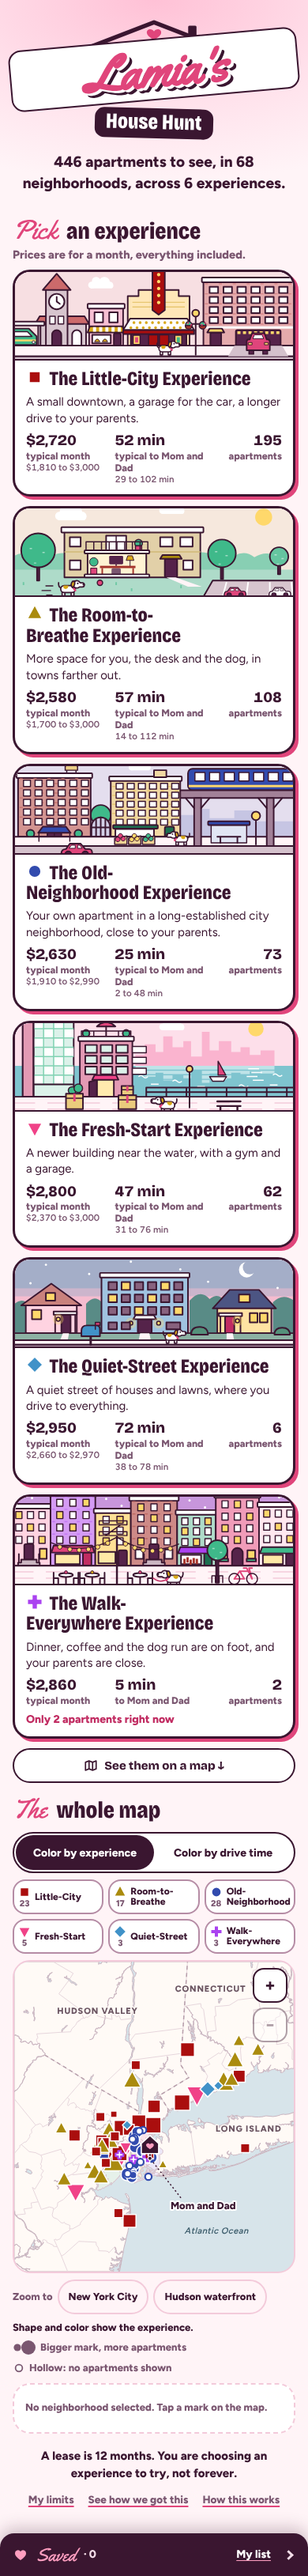 Lamia's
House Hunt
446 apartments to see, in 68
neighborhoods, across 6 experiences.
Pick an experience
Prices are for a month, everything included.
The Little-City Experience
A small downtown, a garage for the car, a longer
drive to your parents.
$2,720 52 min 195
typical month typical to Mom and apartments
$1,810 to $3,000 Dad
29 to 102 min
The Room-to-
Breathe Experience
More space for you, the desk and the dog, in
towns farther out.
$2,580 57 min 108
typical month typical to Mom and apartments
$1,700 to $3,000 Dad
14 to 112 min
The Old-
Neighborhood Experience
Your own apartment in a long-established city
neighborhood, close to your parents.
$2,630 25 min 73
typical month typical to Mom and apartments
$1,910 to $2,990 Dad
2 to 48 min
The Fresh-Start Experience
A newer building near the water, with a gym and
a garage.
$2,800 47 min 62
typical month typical to Mom and apartments
$2,370 to $3,000 Dad
31 to 76 min
The Quiet-Street Experience
A quiet street of houses and lawns, where you
drive to everything.
$2,950 72 min 6
typical month typical to Mom and apartments
$2,660 to $2,970 Dad
38 to 78 min
The Walk-
Everywhere Experience
Dinner, coffee and the dog run are on foot, and
your parents are close.
$2,860 5 min 2
typical month to Mom and Dad apartments
Only 2 apartments right now
See them on a map ↓
The whole map
Color by experience Color by drive time
23 Little-City
17 Room-to-
Breathe
28 Old-
Neighborhood
5 Fresh-Start
3 Quiet-Street
3 Walk-
Everywhere
CONNECTICUT
+
HUDSON VALLEY
−
LONG ISLAND
Mom and Dad
Atlantic Ocean
Zoom to New York City Hudson waterfront
Shape and color show the experience.
Bigger mark, more apartments
Hollow: no apartments shown
No neighborhood selected. Tap a mark on the map.
A lease is 12 months. You are choosing an
experience to try, not forever.
My limits See how we got this How this works
Saved · 0 My list